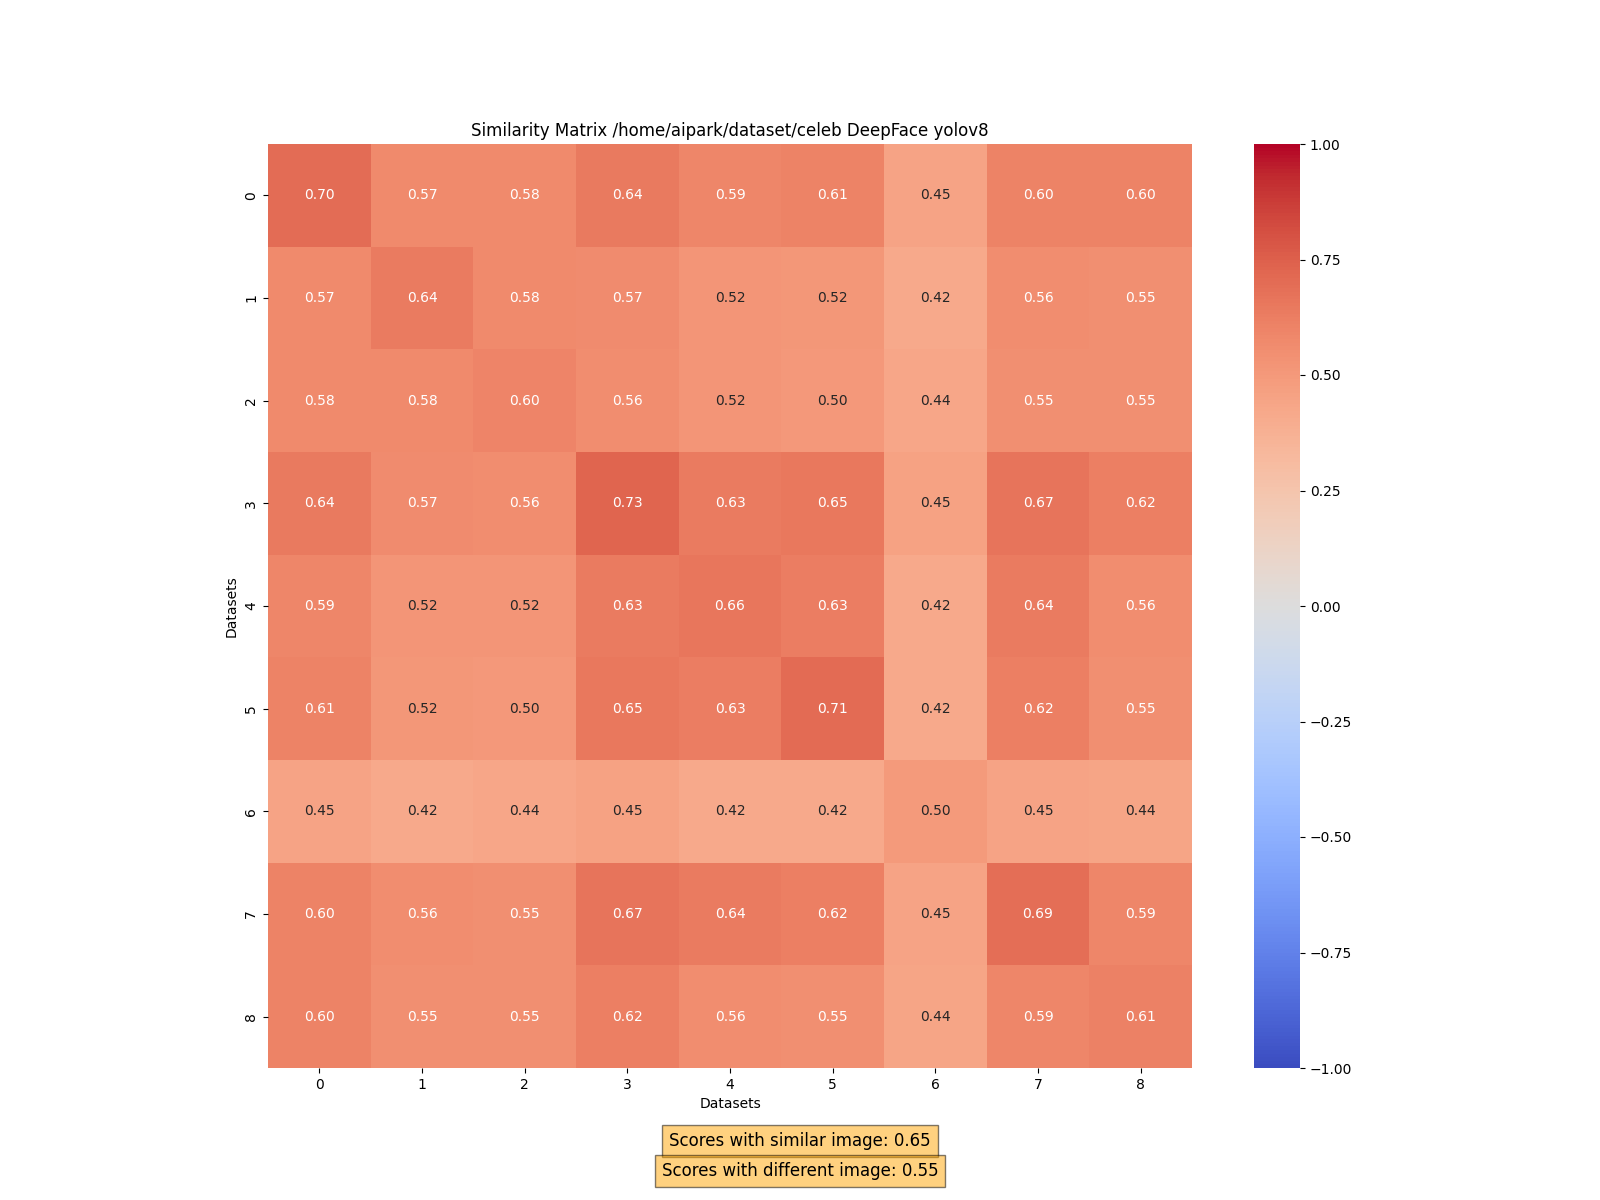 Similarity Matrix /home/aipark/dataset/celeb DeepFace yolov8
0 0.70 0.57 0.58 0.64 0.59 0.61 0.45 0.60 0.60
1 0.57 0.64 0.58 0.57 0.52 0.52 0.42 0.56 0.55
2 0.58 0.58 0.60 0.56 0.52 0.50 0.44 0.55 0.55
3 0.64 0.57 0.56 0.73 0.63 0.65 0.45 0.67 0.62
4 0.59 0.52 0.52 0.63 0.66 0.63 0.42 0.64 0.56
5 0.61 0.52 0.50 0.65 0.63 0.71 0.42 0.62 0.55
6 0.45 0.42 0.44 0.45 0.42 0.42 0.50 0.45 0.44
7 0.60 0.56 0.55 0.67 0.64 0.62 0.45 0.69 0.59
8 0.60 0.55 0.55 0.62 0.56 0.55 0.44 0.59 0.61
0 1 2 3 4 5 6 7 8
Datasets
Datasets
1.00
0.75
0.50
0.25
0.00
−0.25
−0.50
−0.75
−1.00
Scores with similar image: 0.65
Scores with different image: 0.55